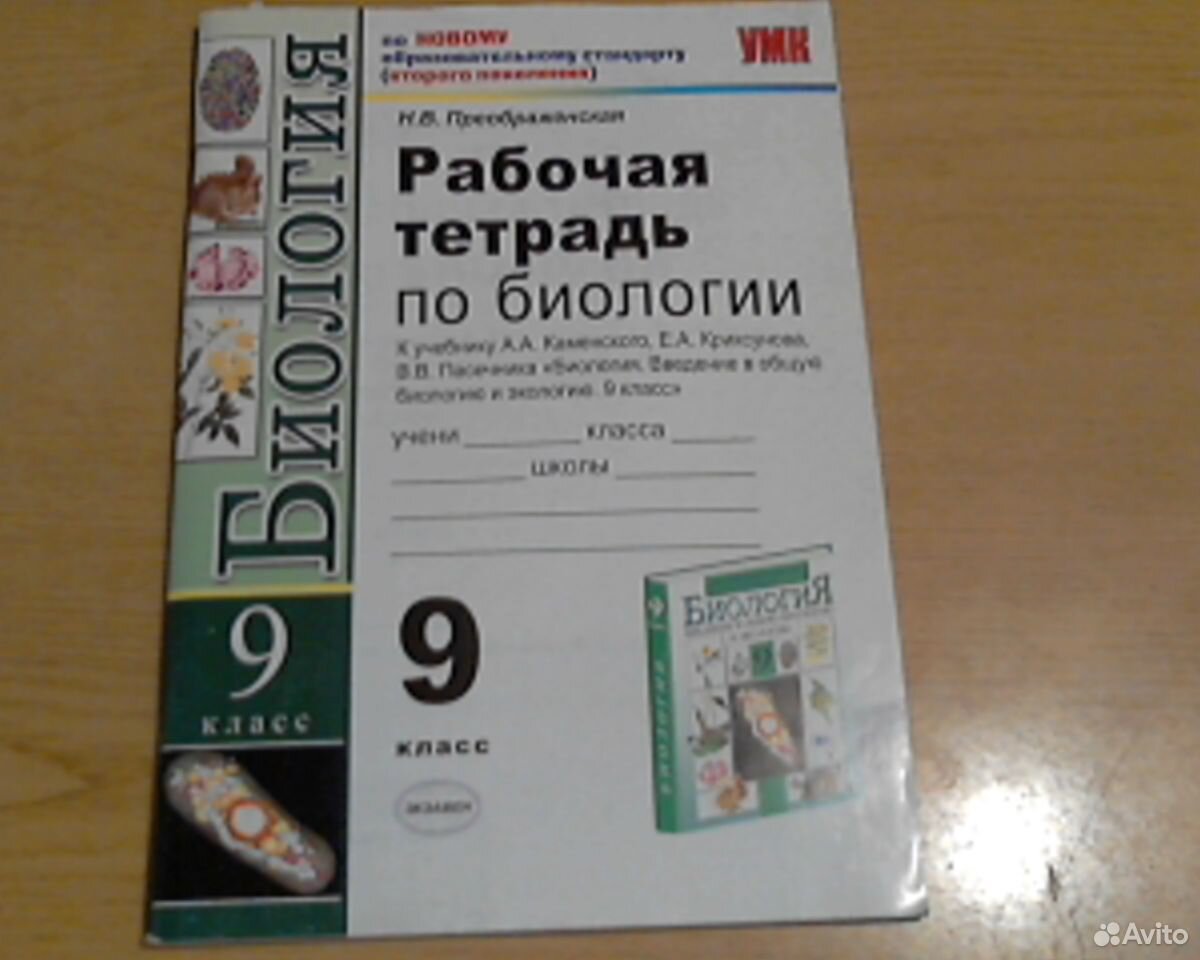 по НОВОМУ
образовательному стандарту
(второго поколения)
УМК
Н.В. Преображенская
Рабочая
тетрадь
по биологии
К учебнику А.А. Каменского, Е.А. Криксунова,
В.В. Пасечника «Биология. Введение в общую
биологию и экологию. 9 класс»
учени класса
школы
9
класс
ЭКЗАМЕН
БИОЛОГИЯ
9
класс
БИОЛОГИЯ
9
БИОЛОГИЯ
Avito